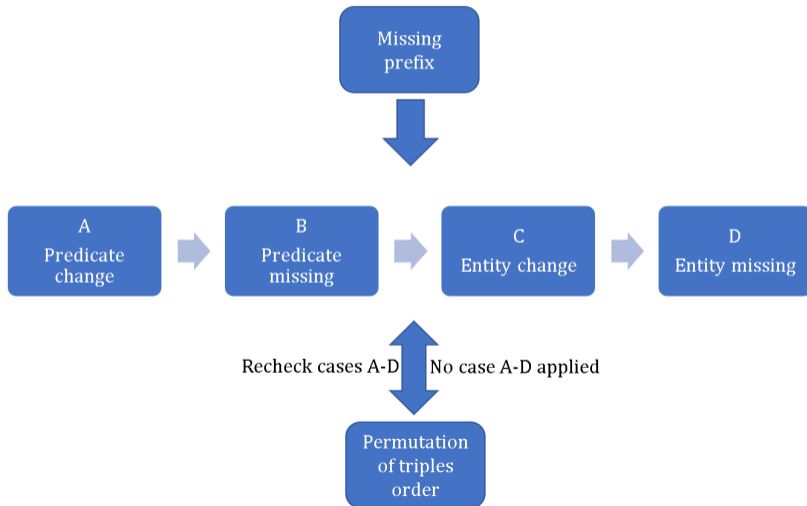 Missing
prefix
A
Predicate
change
B
Predicate
missing
C
Entity change
D
Entity missing
Recheck cases A-D
No case A-D applied
Permutation
of triples
order